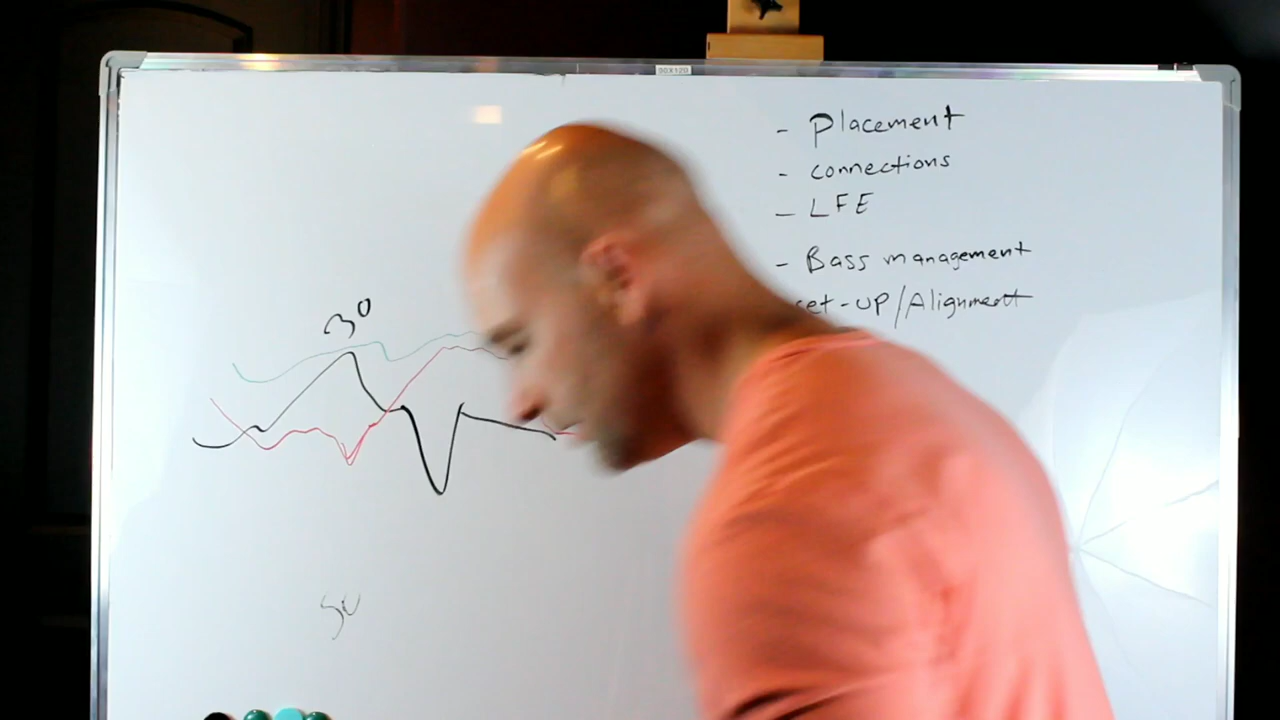 - Placement
- connections
- LFE
- Bass management
set-up/Alignment
30